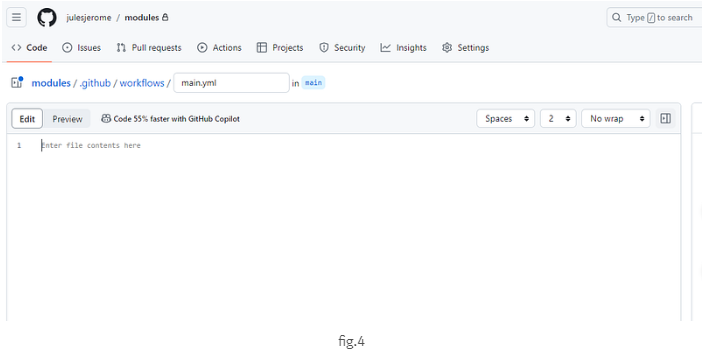 julesjerome / modules
Type / to search
Code Issues Pull requests Actions Projects Security Insights Settings
modules / .github / workflows / main.yml in main
Edit Preview Code 55% faster with GitHub Copilot Spaces 2 No wrap
1 Enter file contents here
fig.4